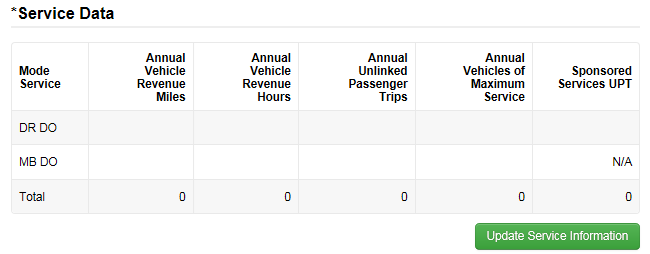 *Service Data
Mode Service
Annual Vehicle Revenue Miles
Annual Vehicle Revenue Hours
Annual Unlinked Passenger Trips
Annual Vehicles of Maximum Service
Sponsored Services UPT
DR DO
MB DO N/A
Total 0 0 0 0 0
Update Service Information